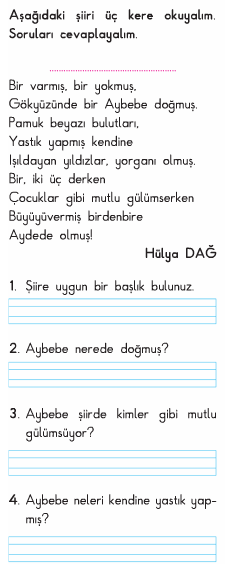 Aşağıdaki şiiri üç kere okuyalım.
Soruları cevaplayalım.
Bir varmış, bir yokmuş,
Gökyüzünde bir Aybebe doğmuş.
Pamuk beyazı bulutları,
Yastık yapmış kendine
Işıldayan yıldızlar, yorganı olmuş.
Bir, iki üç derken
Çocuklar gibi mutlu gülümserken
Büyüyüvermiş birdenbire
Aydede olmuş!
Hülya DAĞ
1. Şiire uygun bir başlık bulunuz.
2. Aybebe nerede doğmuş?
3. Aybebe şiirde kimler gibi mutlu
gülümsüyor?
4. Aybebe neleri kendine yastık yap-
mış?